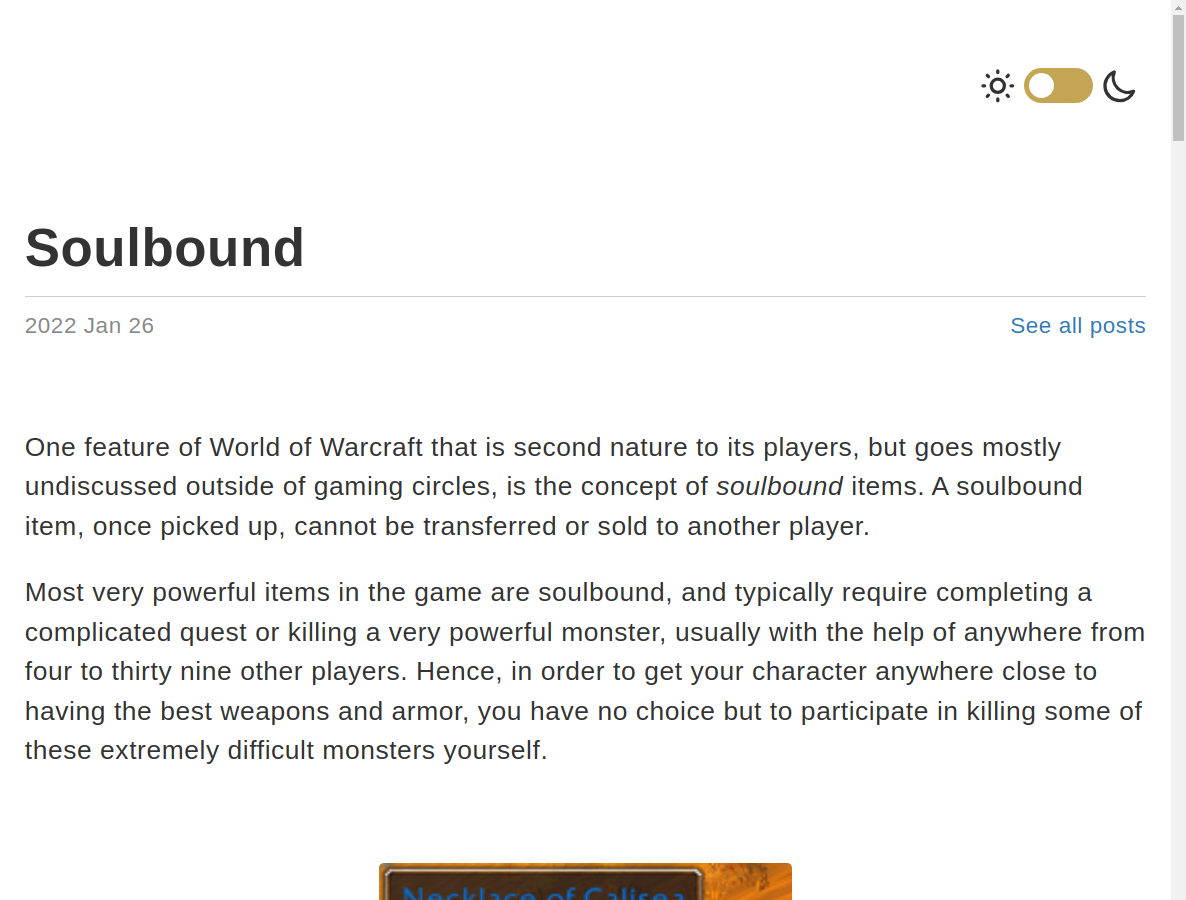 Soulbound
2022 Jan 26
See all posts
One feature of World of Warcraft that is second nature to its players, but goes mostly
undiscussed outside of gaming circles, is the concept of soulbound items. A soulbound
item, once picked up, cannot be transferred or sold to another player.
Most very powerful items in the game are soulbound, and typically require completing a
complicated quest or killing a very powerful monster, usually with the help of anywhere from
four to thirty nine other players. Hence, in order to get your character anywhere close to
having the best weapons and armor, you have no choice but to participate in killing some of
these extremely difficult monsters yourself.
Necklace of Calisea